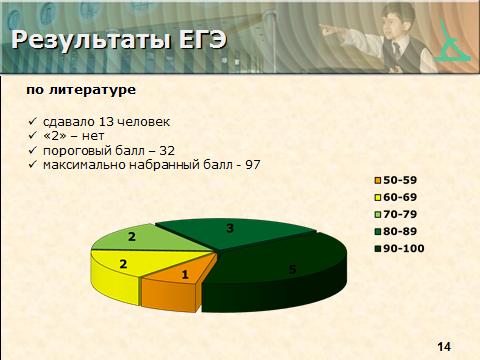 Результаты ЕГЭ
по литературе
✓ сдавало 13 человек
✓ «2» – нет
✓ пороговый балл – 32
✓ максимально набранный балл - 97
50-59
60-69
70-79
80-89
90-100
3
2
2
1
5
14